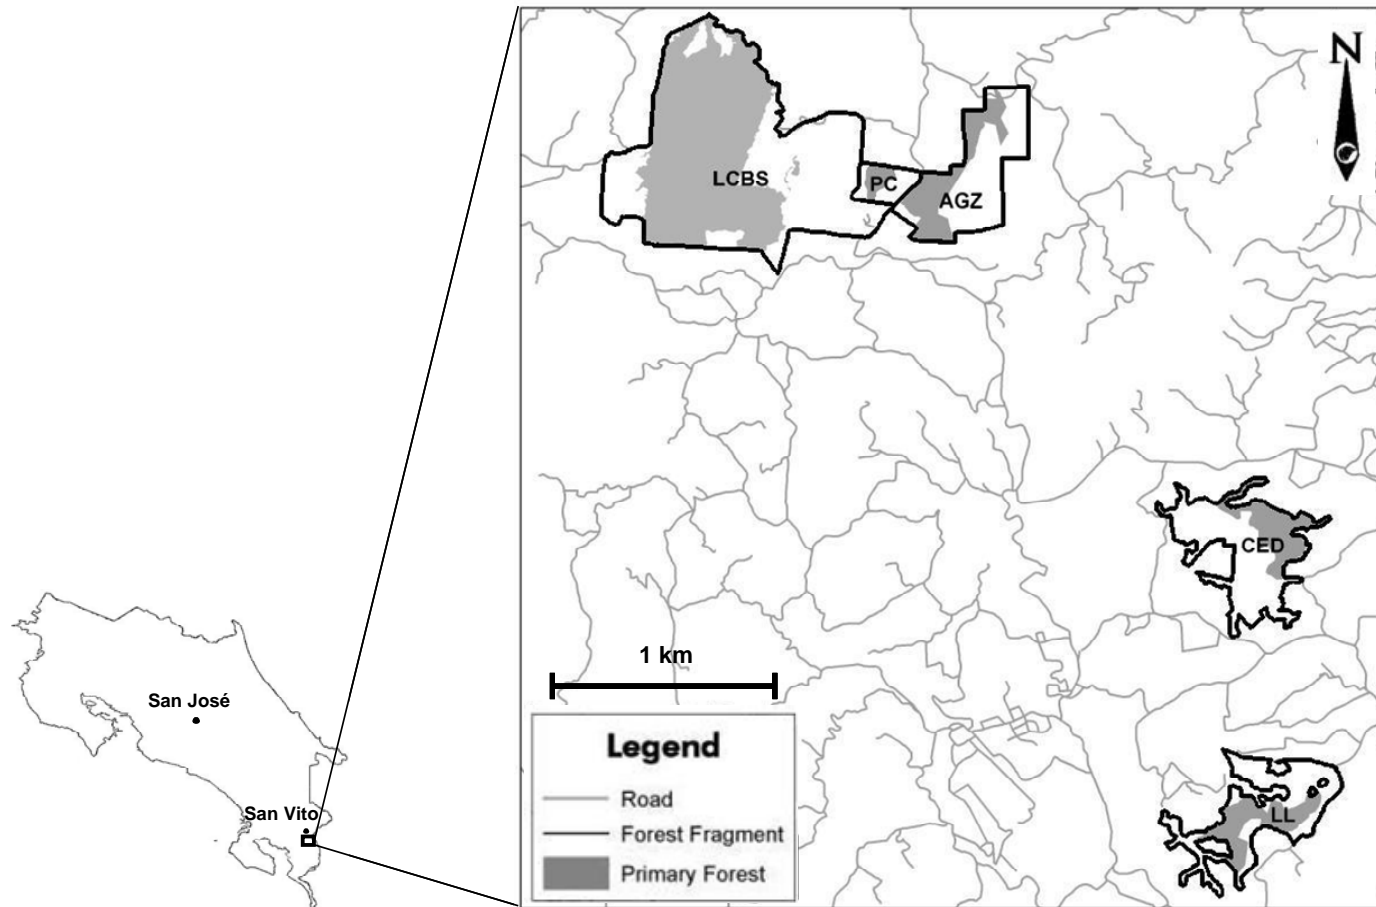 N
LCBS
PC
AGZ
CED
1 km
San José
Legend
Road
San Vito
Forest Fragment
LL
Primary Forest